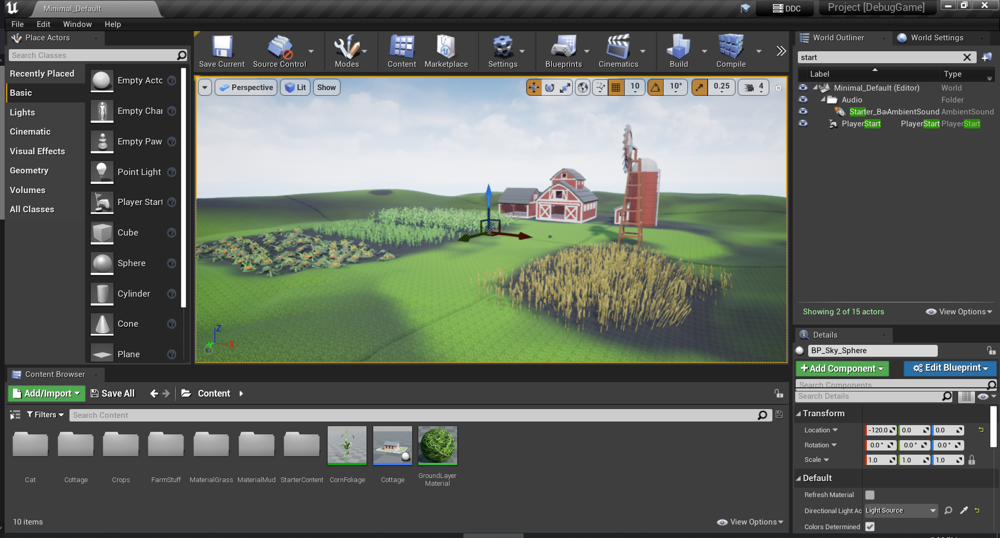 Minimal_Default
DDC
Project [DebugGame]
File Edit Window Help
Place Actors
Search Classes
Recently Placed
Basic
Lights
Cinematic
Visual Effects
Geometry
Volumes
All Classes
Empty Acto
Empty Char
Empty Paw
Point Light
Player Start
Cube
Sphere
Cylinder
Cone
Plane
Save Current
Source Control
Modes
Content
Marketplace
Settings
Blueprints
Cinematics
Build
Compile
Perspective
Lit
Show
10
10°
0.25
4
Z
Y
X
World Outliner
World Settings
start
Label Type
Minimal_Default (Editor) World
Audio Folder
Starter_BacAmbientSound AmbientSound
PlayerStart PlayerStart PlayerStart
Showing 2 of 15 actors
View Options
Details
BP_Sky_Sphere
Add Component
Edit Blueprint
Search Components
Search Details
Transform
Location -120.0 0.0 0.0
Rotation 0.0 ° 0.0 ° 0.0 °
Scale 1.0 1.0 1.0
Default
Refresh Material
Directional Light Ac Light Source
Colors Determined
Content Browser
Add/Import
Save All
Content
Filters
Search Content
Cat
Cottage
Crops
FarmStuff
MaterialGrass
MaterialMud
StarterContent
CornFoliage
Cottage
GroundLayer
Material
10 items
View Options